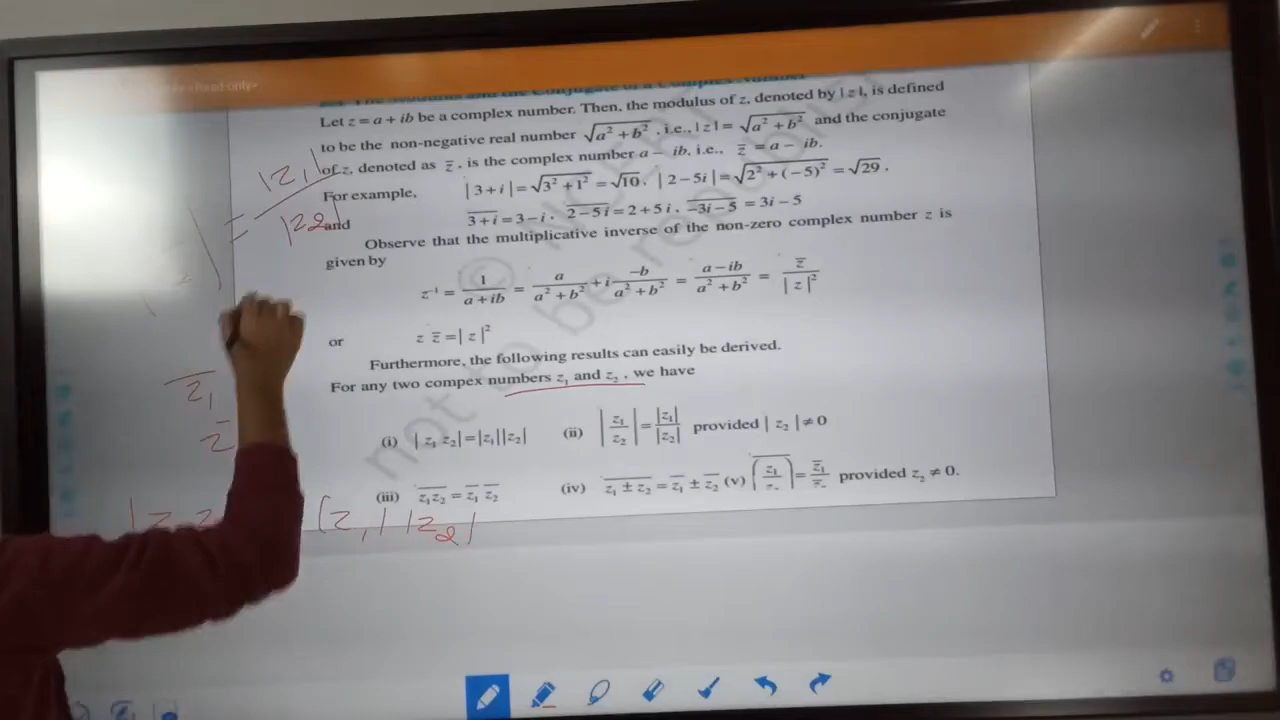 Let z = a + ib be a complex number. Then, the modulus of z, denoted by | z |, is defined
to be the non-negative real number √(a² + b²), i.e., | z | = √(a² + b²) and the conjugate
of z, denoted as z̄, is the complex number a – ib, i.e., z̄ = a – ib.
For example, |3 + i| = √(3² + 1²) = √10, |2 – 5i| = √(2² + (–5)²) = √29,
and 3 + i̅ = 3 – i, 2 – 5i̅ = 2 + 5i, –3i – 5̅ = 3i – 5
Observe that the multiplicative inverse of the non-zero complex number z is
given by
z⁻¹ = 1/(a + ib) = a/(a² + b²) + i –b/(a² + b²) = (a – ib)/(a² + b²) = z̄/|z|²
or z z̄ = |z|²
Furthermore, the following results can easily be derived.
For any two compex numbers z₁ and z₂, we have
(i) |z₁ z₂| = |z₁||z₂| (ii) |z₁/z₂| = |z₁|/|z₂| provided |z₂| ≠ 0
(iii) z₁z₂̅ = z̄₁ z̄₂ (iv) z₁ ± z₂̅ = z̄₁ ± z̄₂ (v) (z₁/z₂)̅ = z̄₁/z̄₂ provided z₂ ≠ 0.
© NCERT
not to be republished
|z₁|
=
|z₂|
z̄₁
z̄
|z₁||z₂|